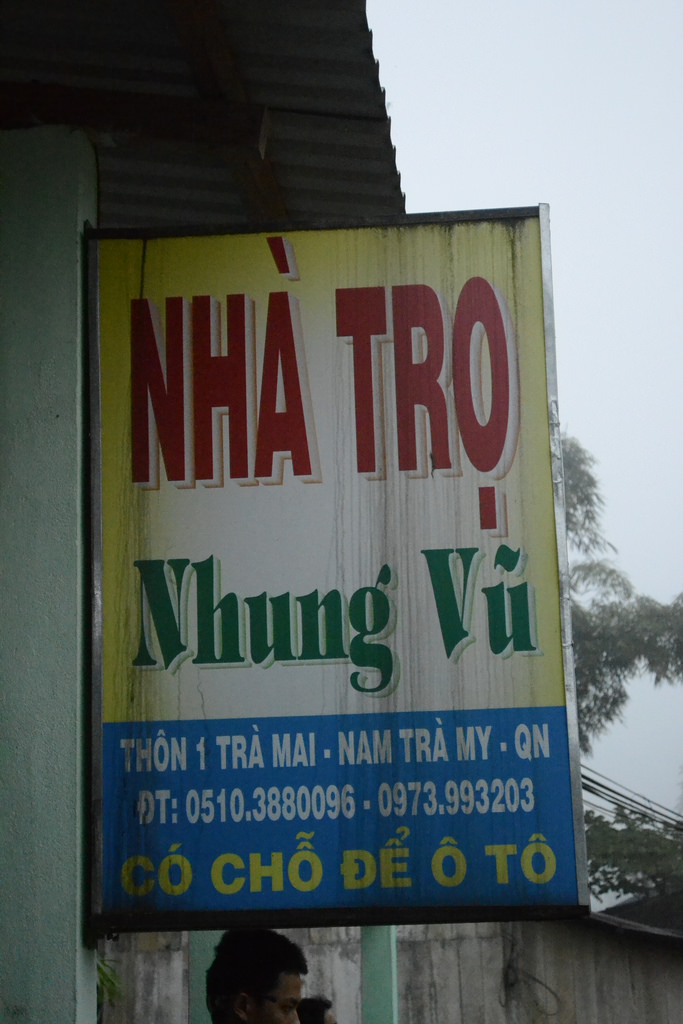 NHÀ TRỌ
Nhung Vũ
THÔN 1 TRÀ MAI - NAM TRÀ MY - QN
ĐT: 0510.3880096 - 0973.993203
CÓ CHỖ ĐỂ Ô TÔ